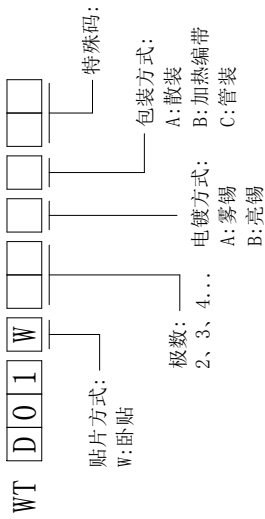 WT D 0 1 W
贴片方式:
W:卧贴
极数:
2、3、4...
电镀方式:
A:雾锡
B:亮锡
包装方式:
A:散装
B:加热编带
C:管装
特殊码: